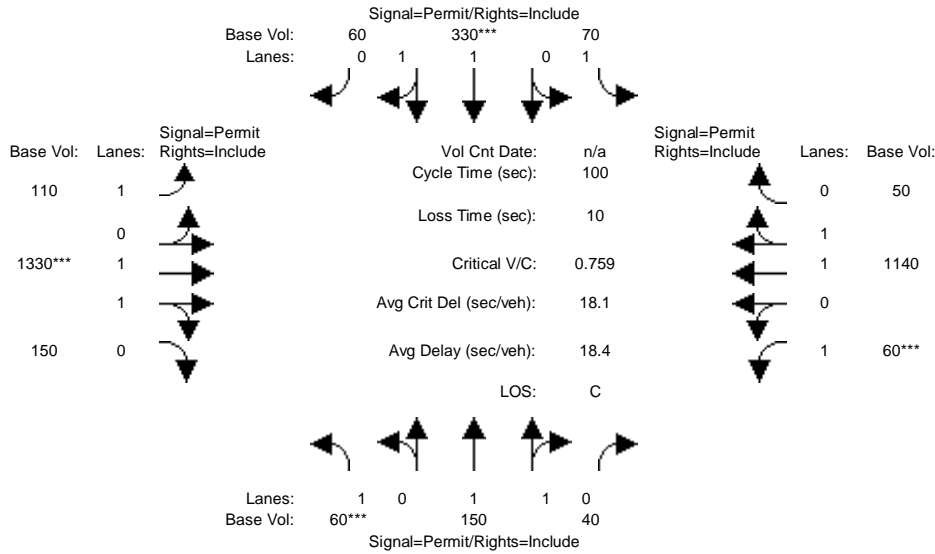 Signal=Permit/Rights=Include
Base Vol: 60 330*** 70
Lanes: 0 1 1 0 1
Signal=Permit
Base Vol: Lanes: Rights=Include
Vol Cnt Date: n/a
Signal=Permit
Rights=Include Lanes: Base Vol:
Cycle Time (sec): 100
110 1
0 50
Loss Time (sec): 10
0
1
1330*** 1
Critical V/C: 0.759
1 1140
1
Avg Crit Del (sec/veh): 18.1
0
150 0
Avg Delay (sec/veh): 18.4
1 60***
LOS: C
Lanes: 1 0 1 1 0
Base Vol: 60*** 150 40
Signal=Permit/Rights=Include